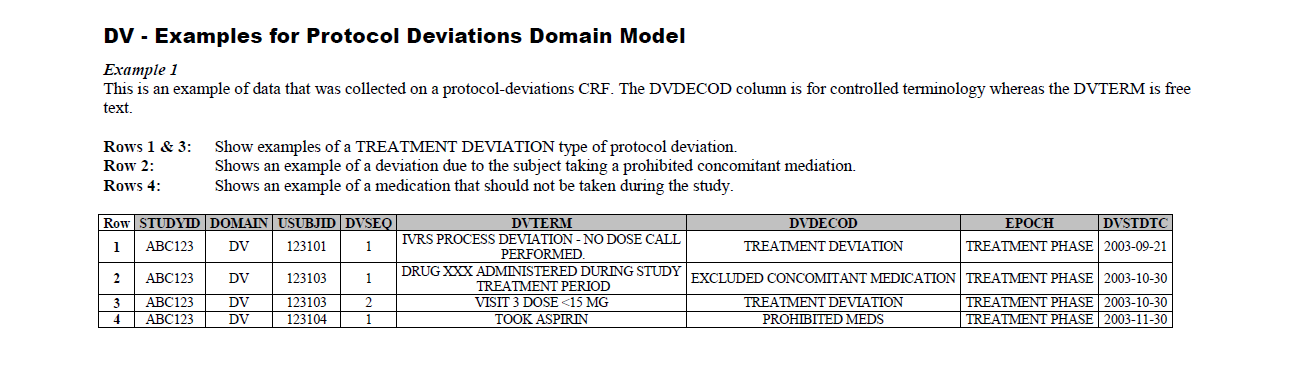 DV - Examples for Protocol Deviations Domain Model
Example 1
This is an example of data that was collected on a protocol-deviations CRF. The DVDECOD column is for controlled terminology whereas the DVTERM is free
text.
Rows 1 & 3: Show examples of a TREATMENT DEVIATION type of protocol deviation.
Row 2: Shows an example of a deviation due to the subject taking a prohibited concomitant mediation.
Rows 4: Shows an example of a medication that should not be taken during the study.
Row STUDYID DOMAIN USUBJID DVSEQ DVTERM DVDECOD EPOCH DVSTDTC
1 ABC123 DV 123101 1 IVRS PROCESS DEVIATION - NO DOSE CALL PERFORMED. TREATMENT DEVIATION TREATMENT PHASE 2003-09-21
2 ABC123 DV 123103 1 DRUG XXX ADMINISTERED DURING STUDY TREATMENT PERIOD EXCLUDED CONCOMITANT MEDICATION TREATMENT PHASE 2003-10-30
3 ABC123 DV 123103 2 VISIT 3 DOSE <15 MG TREATMENT DEVIATION TREATMENT PHASE 2003-10-30
4 ABC123 DV 123104 1 TOOK ASPIRIN PROHIBITED MEDS TREATMENT PHASE 2003-11-30